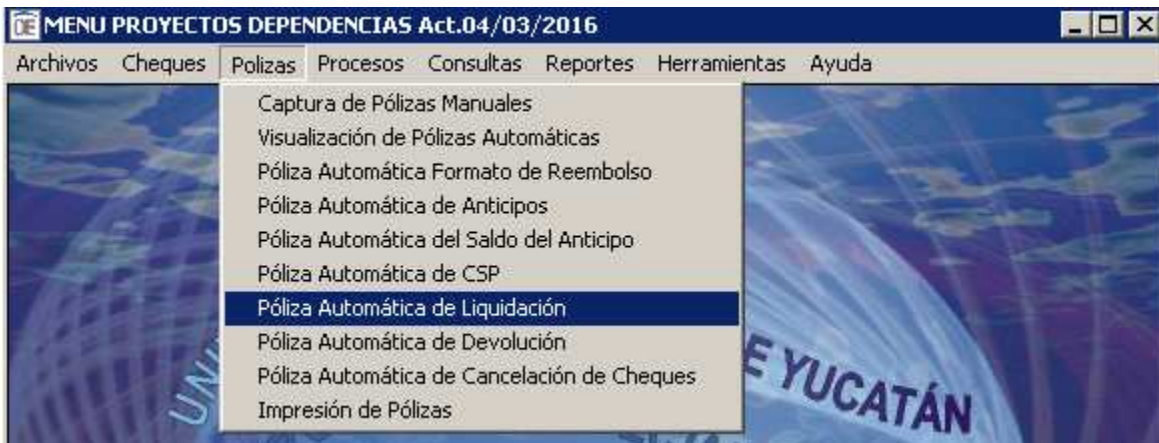 MENU PROYECTOS DEPENDENCIAS Act.04/03/2016
Archivos Cheques Polizas Procesos Consultas Reportes Herramientas Ayuda
Captura de Pólizas Manuales
Visualización de Pólizas Automáticas
Póliza Automática Formato de Reembolso
Póliza Automática de Anticipos
Póliza Automática del Saldo del Anticipo
Póliza Automática de CSP
Póliza Automática de Liquidación
Póliza Automática de Devolución
Póliza Automática de Cancelación de Cheques
Impresión de Pólizas
UNI
E YUCATÁN